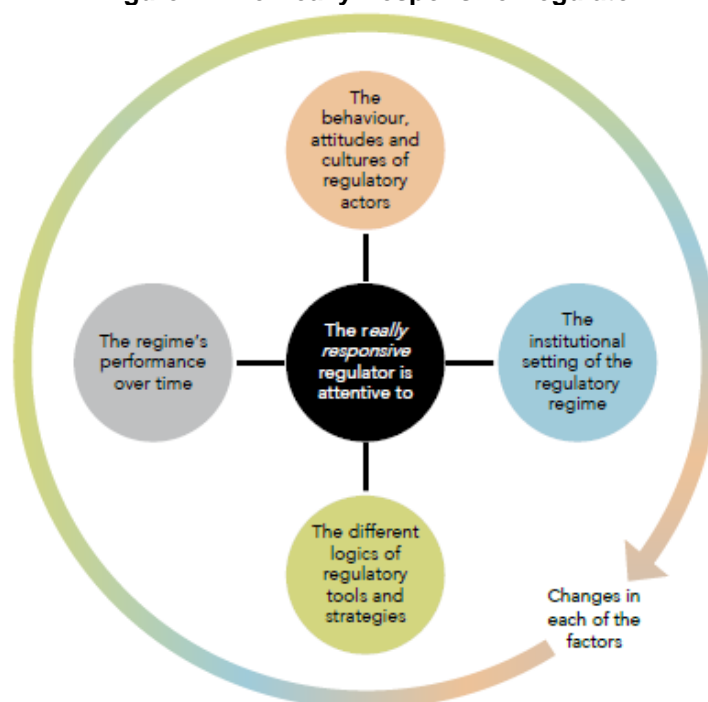 The
behaviour,
attitudes and
cultures of
regulatory
actors
The regime's
performance
over time
The really
responsive
regulator is
attentive to
The
institutional
setting of the
regulatory
regime
The different
logics of
regulatory
tools and
strategies
Changes in
each of the
factors